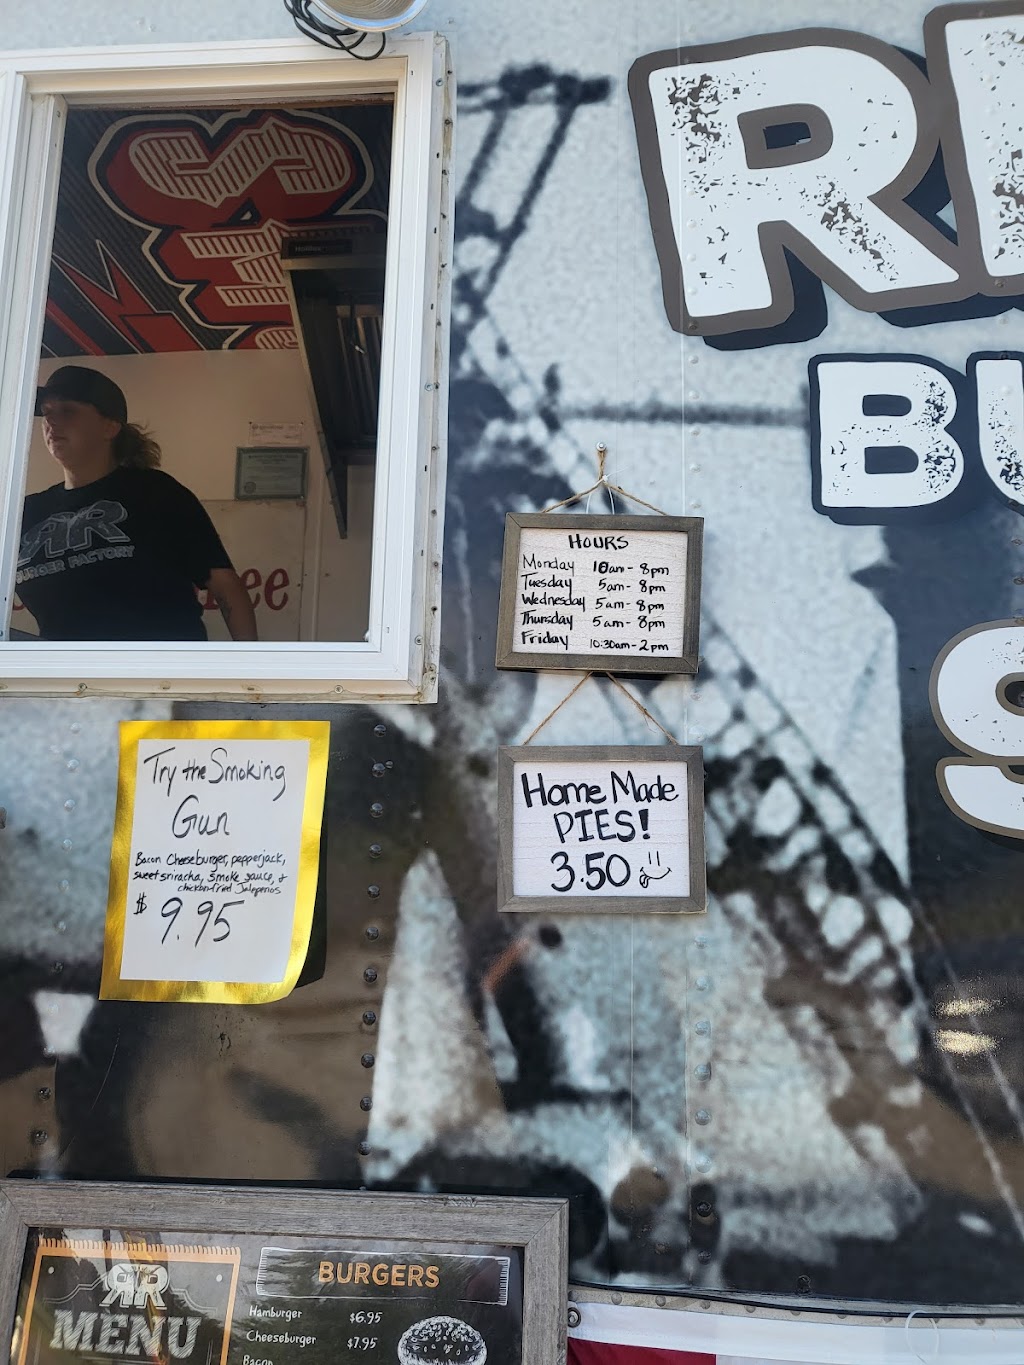 RR
BURGER FACTORY
HOURS
Monday 10am - 8pm
Tuesday 5am - 8pm
Wednesday 5am - 8pm
Thursday 5am - 8pm
Friday 10:30am - 2pm
Home Made
PIES!
3.50
Try the Smoking
Gun
Bacon Cheeseburger, pepperjack,
sweet sriracha, smoke sauce, &
chicken fried Jalepenos
$ 9.95
RR
MENU
BURGERS
Hamburger $6.95
Cheeseburger $7.95
Bacon